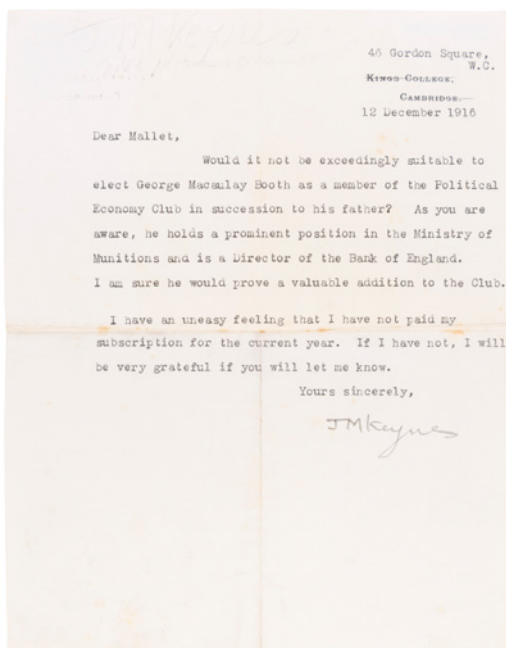 J M Keynes
46 Gordon Square,
W.C.
KINGS COLLEGE,
CAMBRIDGE.
12 December 1916
Dear Mallet,
Would it not be exceedingly suitable to
elect George Macaulay Booth as a member of the Political
Economy Club in succession to his father? As you are
aware, he holds a prominent position in the Ministry of
Munitions and is a Director of the Bank of England.
I am sure he would prove a valuable addition to the Club.
I have an uneasy feeling that I have not paid my
subscription for the current year. If I have not, I will
be very grateful if you will let me know.
Yours sincerely,
JMKeynes